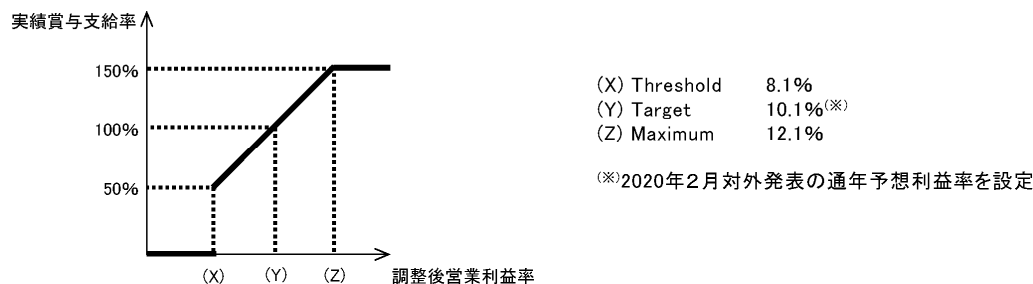 実績賞与支給率
150%
100%
50%
(X) (Y) (Z) 調整後営業利益率
(X) Threshold 8.1%
(Y) Target 10.1%(※)
(Z) Maximum 12.1%
(※)2020年2月対外発表の通年予想利益率を設定